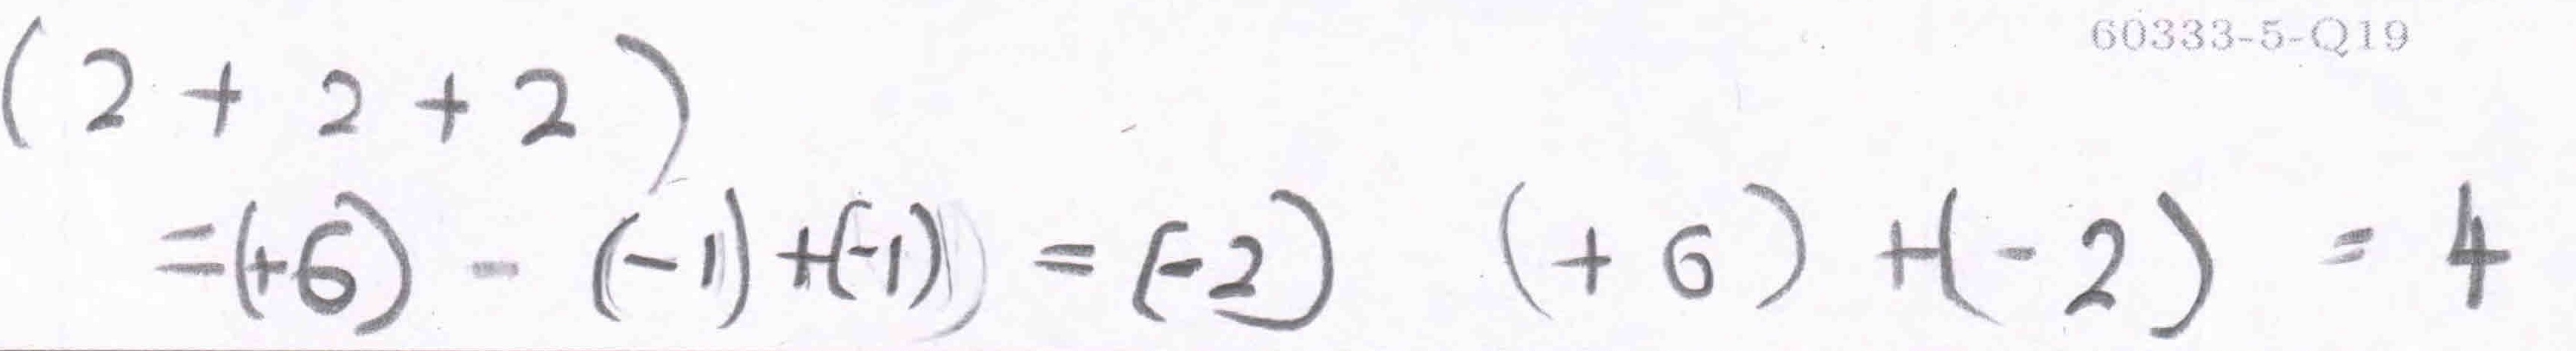 60333-5-Q19
(2 + 2 + 2)
=(+6) - (-1)+(-1)) = (-2) (+6) +(-2) = 4